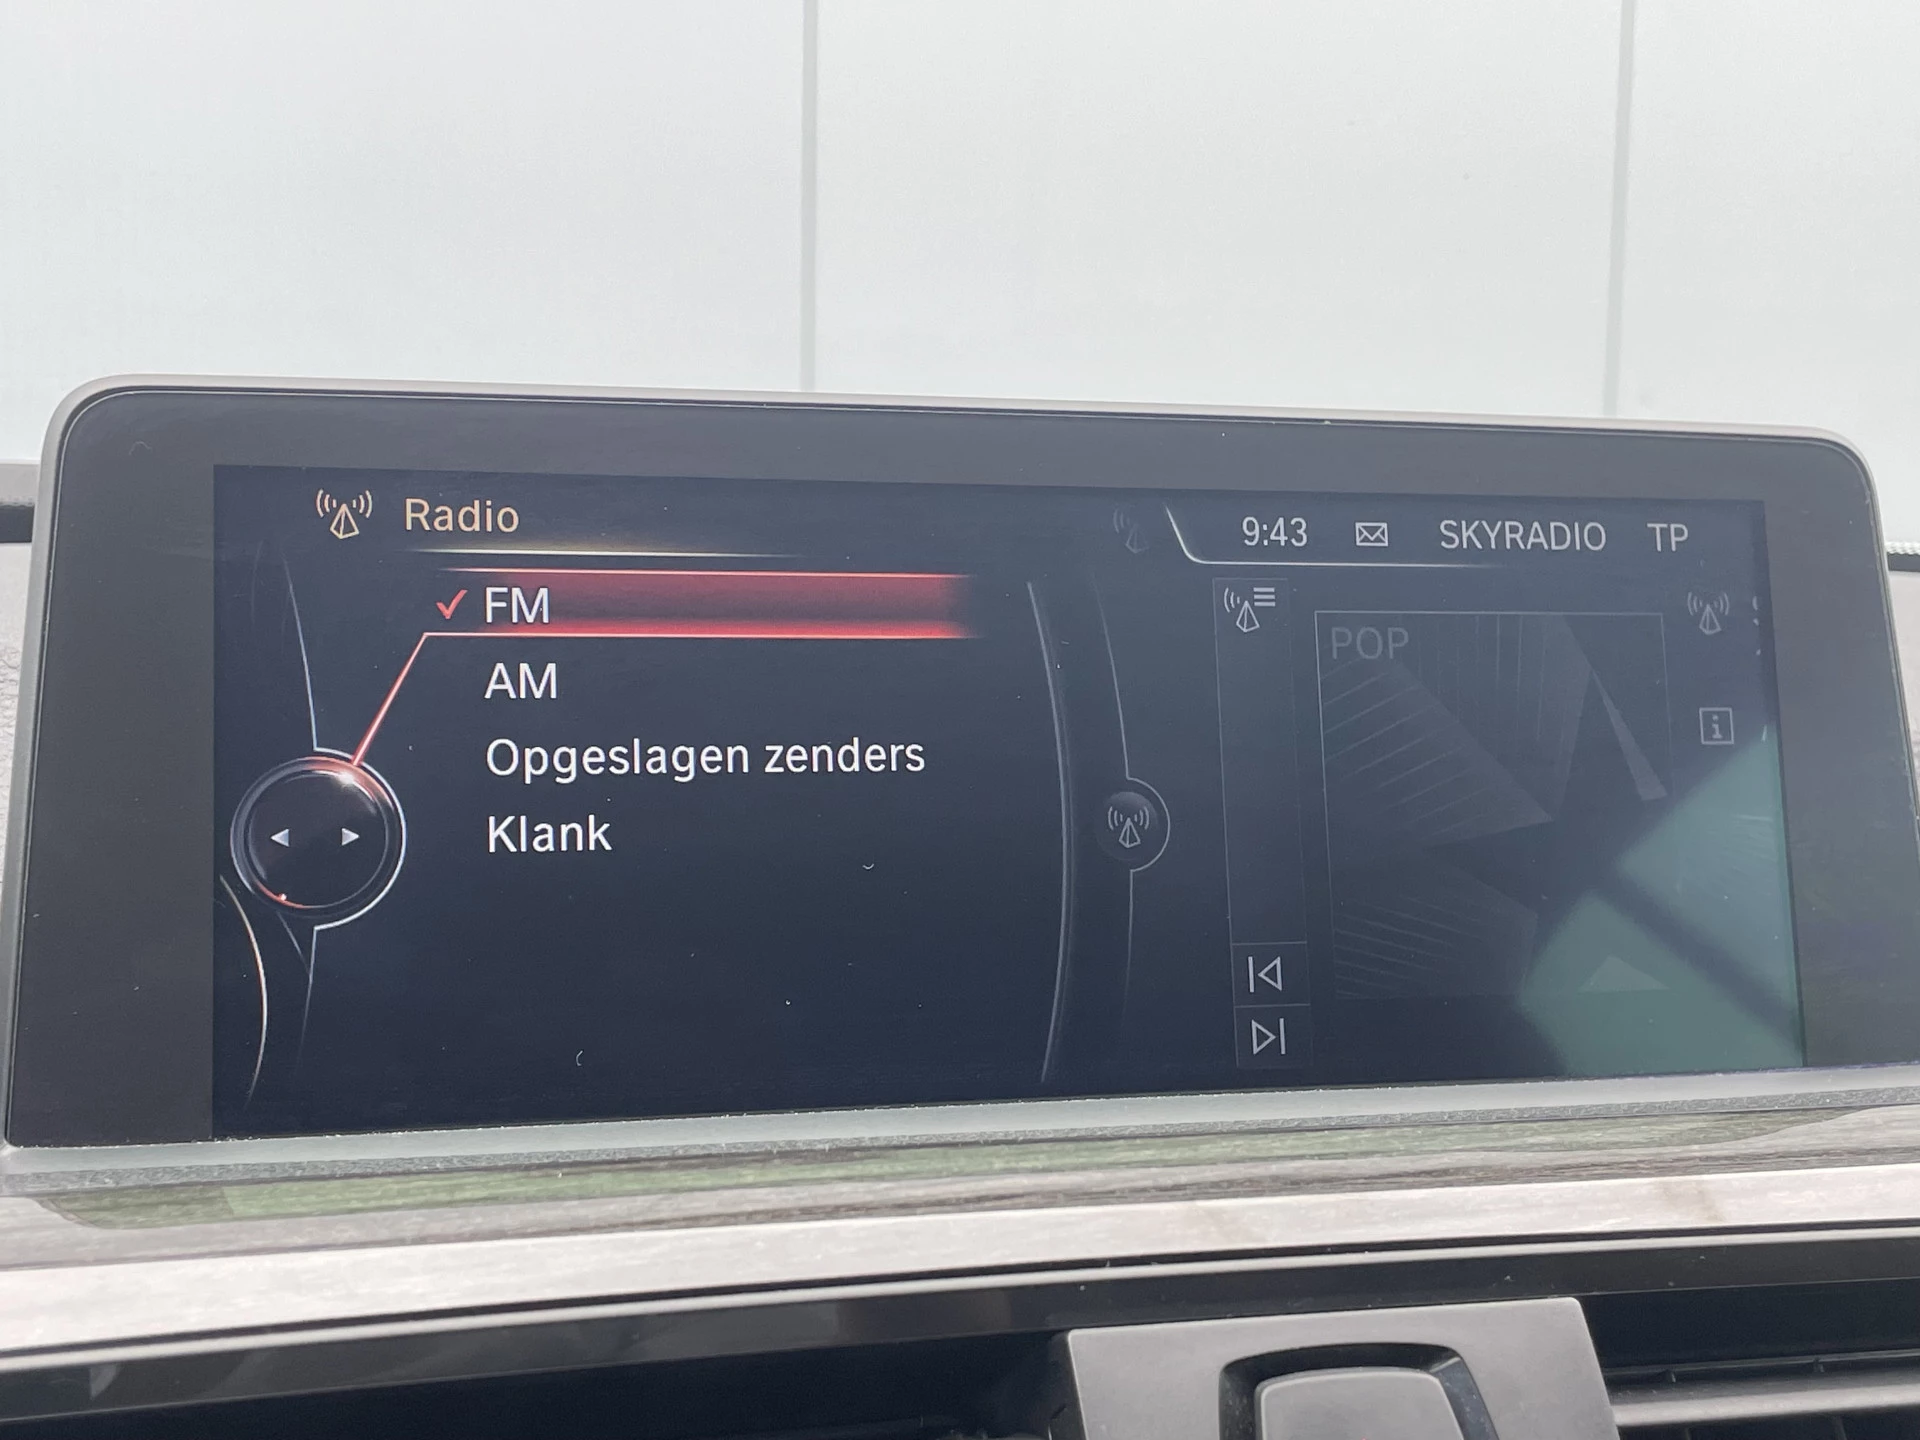 Radio
9:43 SKYRADIO TP
FM
AM
Opgeslagen zenders
Klank
POP